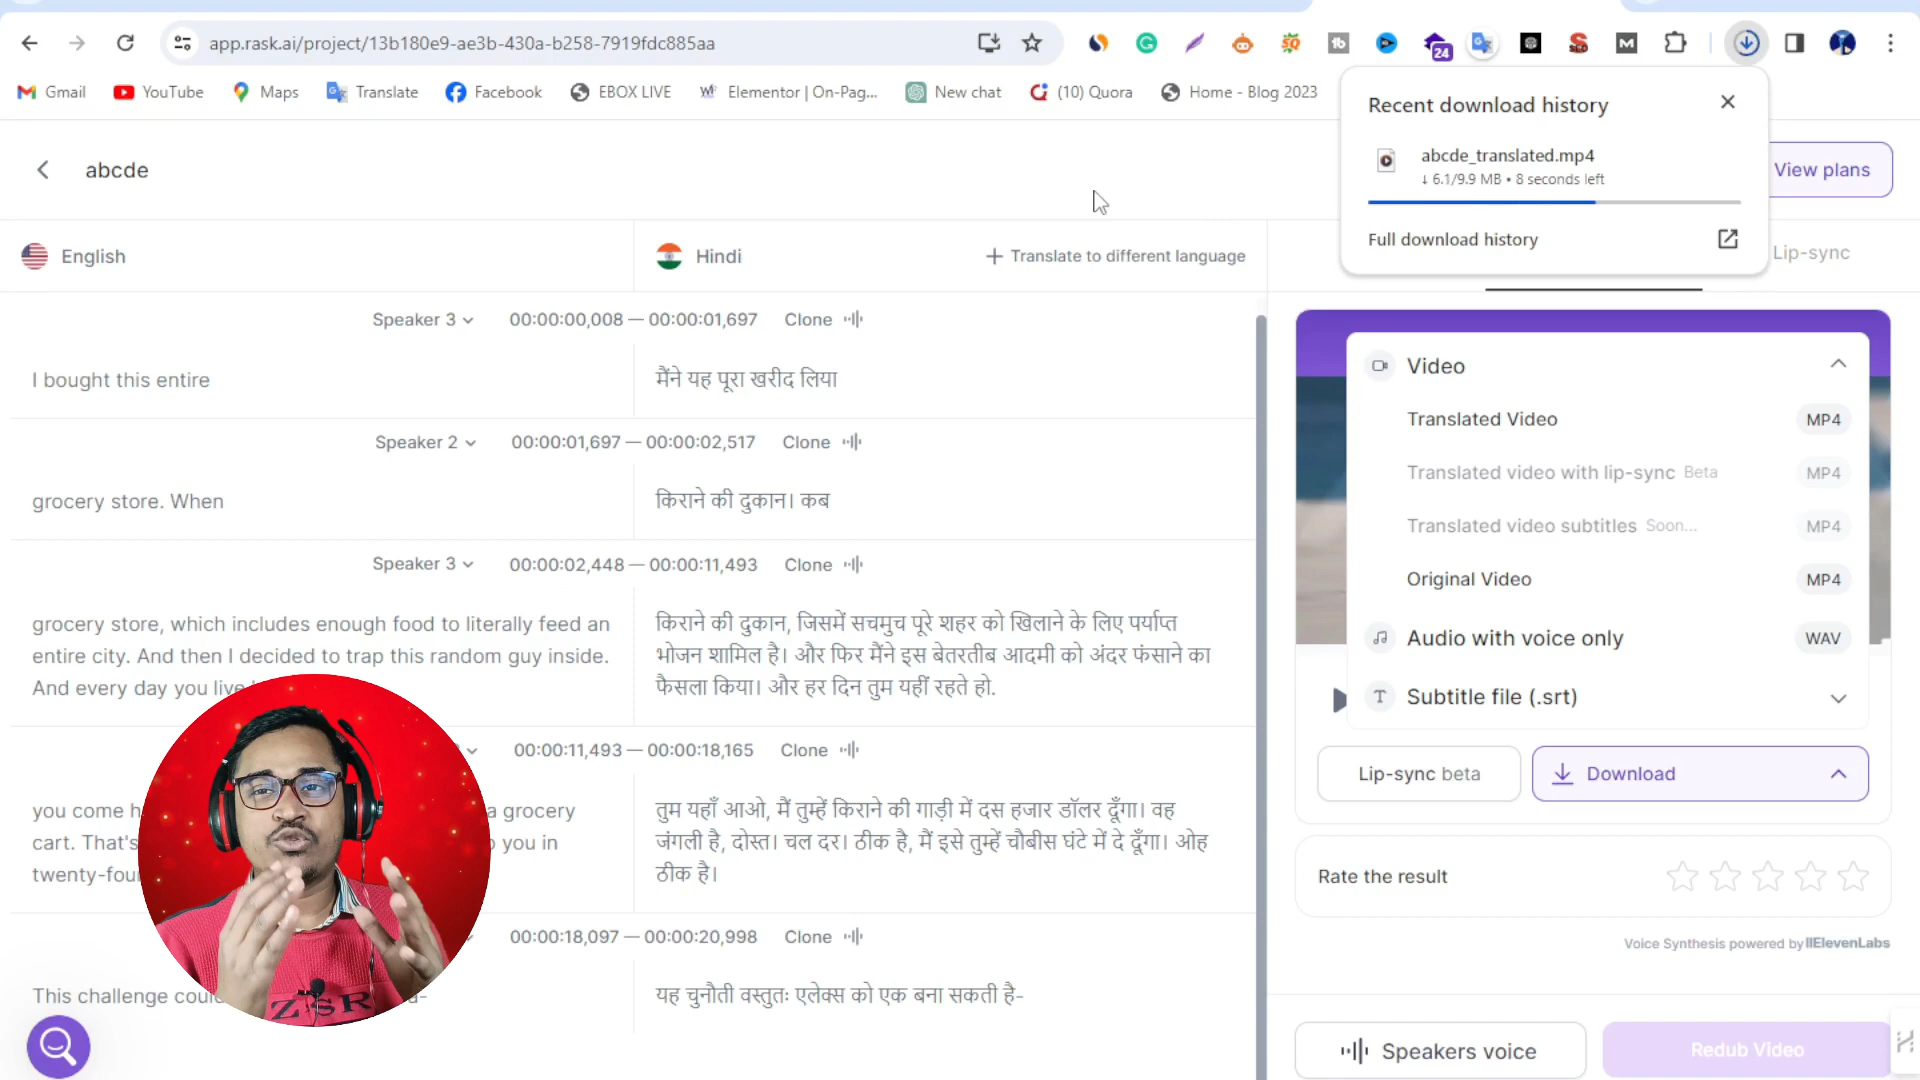 app.rask.ai/project/13b180e9-ae3b-430a-b258-7919fdc885aa
24
Gmail
YouTube
Maps
Translate
Facebook
EBOX LIVE
Elementor | On-Pag...
New chat
(10) Quora
Home - Blog 2023
Recent download history
abcde_translated.mp4
↓ 6.1/9.9 MB • 8 seconds left
Full download history
abcde
View plans
English
Hindi
+ Translate to different language
Lip-sync
Speaker 3 00:00:00,008 — 00:00:01,697 Clone
I bought this entire
मैंने यह पूरा खरीद लिया
Speaker 2 00:00:01,697 — 00:00:02,517 Clone
grocery store. When
किराने की दुकान। कब
Speaker 3 00:00:02,448 — 00:00:11,493 Clone
grocery store, which includes enough food to literally feed an
entire city. And then I decided to trap this random guy inside.
And every day you live
किराने की दुकान, जिसमें सचमुच पूरे शहर को खिलाने के लिए पर्याप्त
भोजन शामिल है। और फिर मैंने इस बेतरतीब आदमी को अंदर फंसाने का
फैसला किया। और हर दिन तुम यहीं रहते हो.
00:00:11,493 — 00:00:18,165 Clone
you come a grocery
cart. That's you in
twenty-four
तुम यहाँ आओ, मैं तुम्हें किराने की गाड़ी में दस हजार डॉलर दूँगा। वह
जंगली है, दोस्त। चल दर। ठीक है, मैं इसे तुम्हें चौबीस घंटे में दे दूँगा। ओह
ठीक है।
00:00:18,097 — 00:00:20,998 Clone
This challenge
यह चुनौती वस्तुतः एलेक्स को एक बना सकती है-
Video
Translated Video MP4
Translated video with lip-sync Beta MP4
Translated video subtitles Soon... MP4
Original Video MP4
Audio with voice only WAV
Subtitle file (.srt)
Lip-sync beta
Download
Rate the result
Voice Synthesis powered by IIElevenLabs
Speakers voice
Redub Video